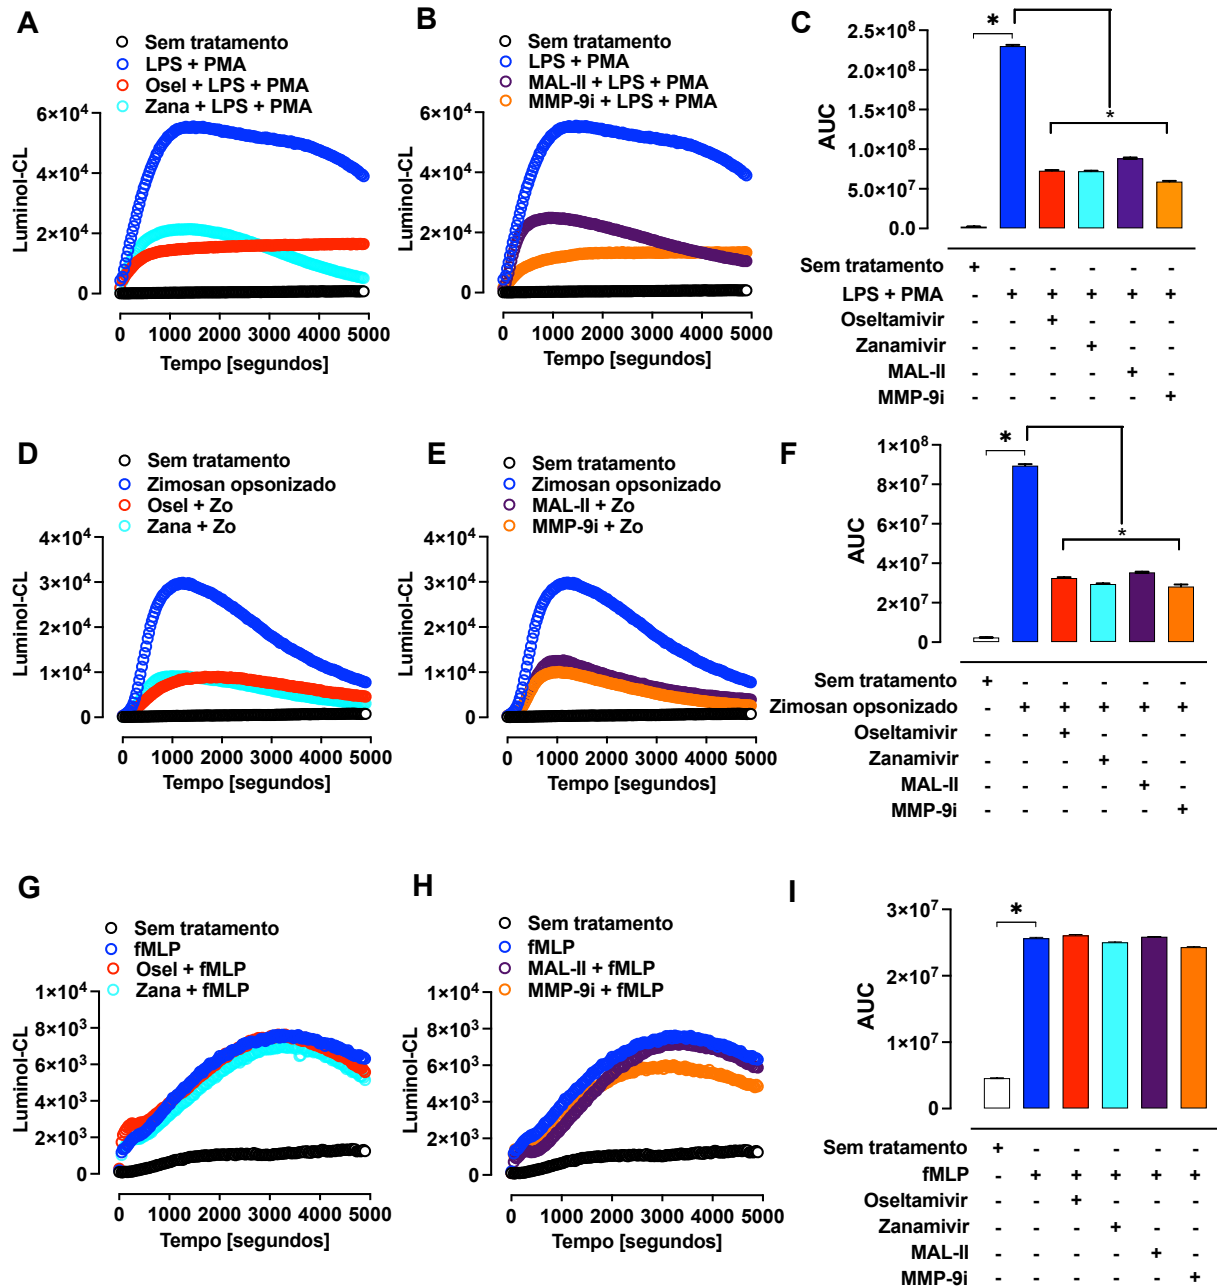 A
Sem tratamento
LPS + PMA
Osel + LPS + PMA
Zana + LPS + PMA
6×10⁴
4×10⁴
2×10⁴
0
Luminol-CL
0 1000 2000 3000 4000 5000
Tempo [segundos]
B
Sem tratamento
LPS + PMA
MAL-II + LPS + PMA
MMP-9i + LPS + PMA
6×10⁴
4×10⁴
2×10⁴
0
Luminol-CL
0 1000 2000 3000 4000 5000
Tempo [segundos]
C
2.5×10⁸
2.0×10⁸
1.5×10⁸
1.0×10⁸
5.0×10⁷
0.0
AUC
*
*
Sem tratamento + - - - - -
LPS + PMA - + + + + +
Oseltamivir - - + - - -
Zanamivir - - - + - -
MAL-II - - - - + -
MMP-9i - - - - - +
D
Sem tratamento
Zimosan opsonizado
Osel + Zo
Zana + Zo
4×10⁴
3×10⁴
2×10⁴
1×10⁴
0
Luminol-CL
0 1000 2000 3000 4000 5000
Tempo [segundos]
E
Sem tratamento
Zimosan opsonizado
MAL-II + Zo
MMP-9i + Zo
4×10⁴
3×10⁴
2×10⁴
1×10⁴
0
Luminol-CL
0 1000 2000 3000 4000 5000
Tempo [segundos]
F
1×10⁸
8×10⁷
6×10⁷
4×10⁷
2×10⁷
0
AUC
*
*
Sem tratamento + - - - - -
Zimosan opsonizado - + + + + +
Oseltamivir - - + - - -
Zanamivir - - - + - -
MAL-II - - - - + -
MMP-9i - - - - - +
G
Sem tratamento
fMLP
Osel + fMLP
Zana + fMLP
1×10⁴
8×10³
6×10³
4×10³
2×10³
0
Luminol-CL
0 1000 2000 3000 4000 5000
Tempo [segundos]
H
Sem tratamento
fMLP
MAL-II + fMLP
MMP-9i + fMLP
1×10⁴
8×10³
6×10³
4×10³
2×10³
0
Luminol-CL
0 1000 2000 3000 4000 5000
Tempo [segundos]
I
3×10⁷
2×10⁷
1×10⁷
0
AUC
*
Sem tratamento + - - - - -
fMLP - + + + + +
Oseltamivir - - + - - -
Zanamivir - - - + - -
MAL-II - - - - + -
MMP-9i - - - - - +